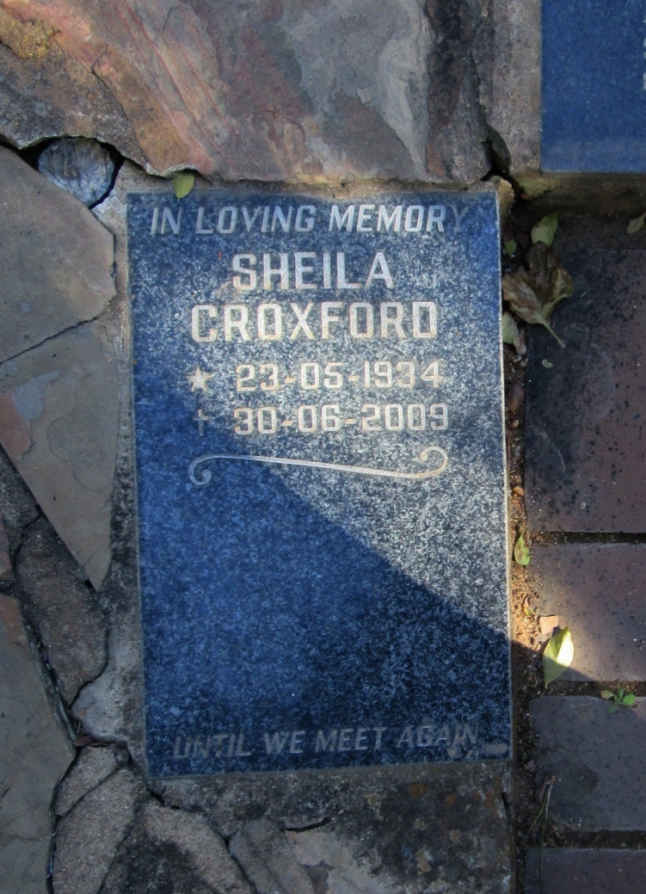 IN LOVING MEMORY
SHEILA
CROXFORD
★ 23-05-1934
† 30-06-2009
UNTIL WE MEET AGAIN